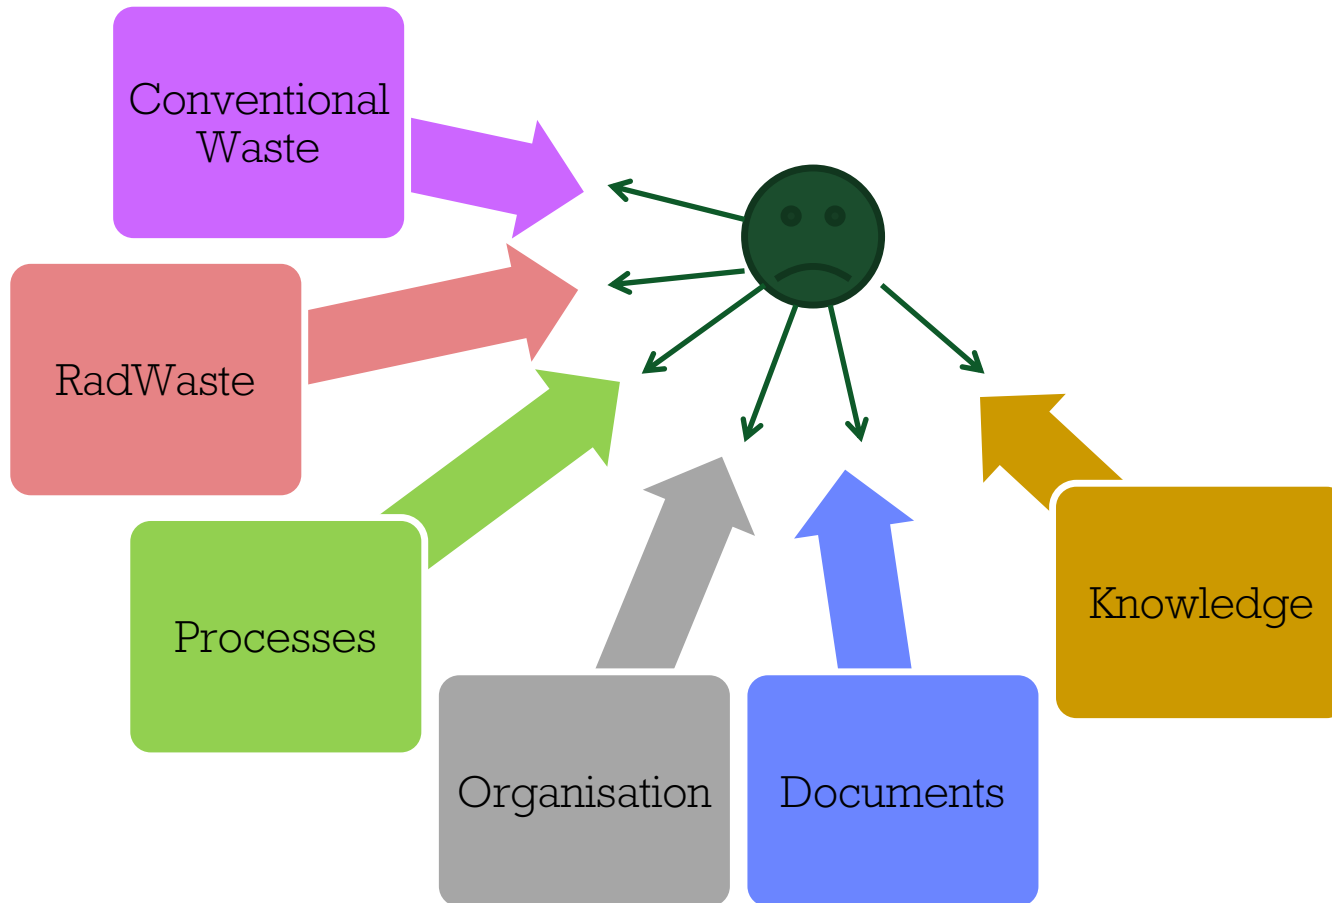 Conventional
Waste
RadWaste
Processes
Organisation
Documents
Knowledge